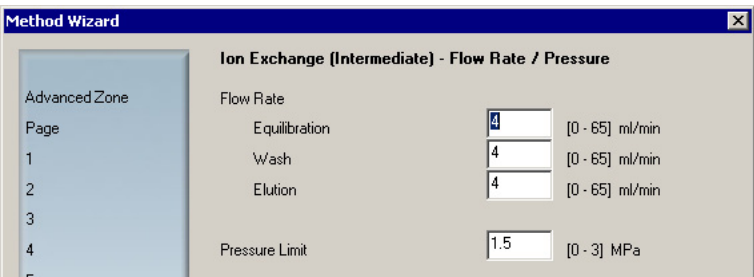 Method Wizard
Ion Exchange (Intermediate) - Flow Rate / Pressure
Advanced Zone
Flow Rate
Page
Equilibration 4 [0 - 65] ml/min
1
Wash 4 [0 - 65] ml/min
2
Elution 4 [0 - 65] ml/min
3
4
Pressure Limit 1.5 [0 - 3] MPa